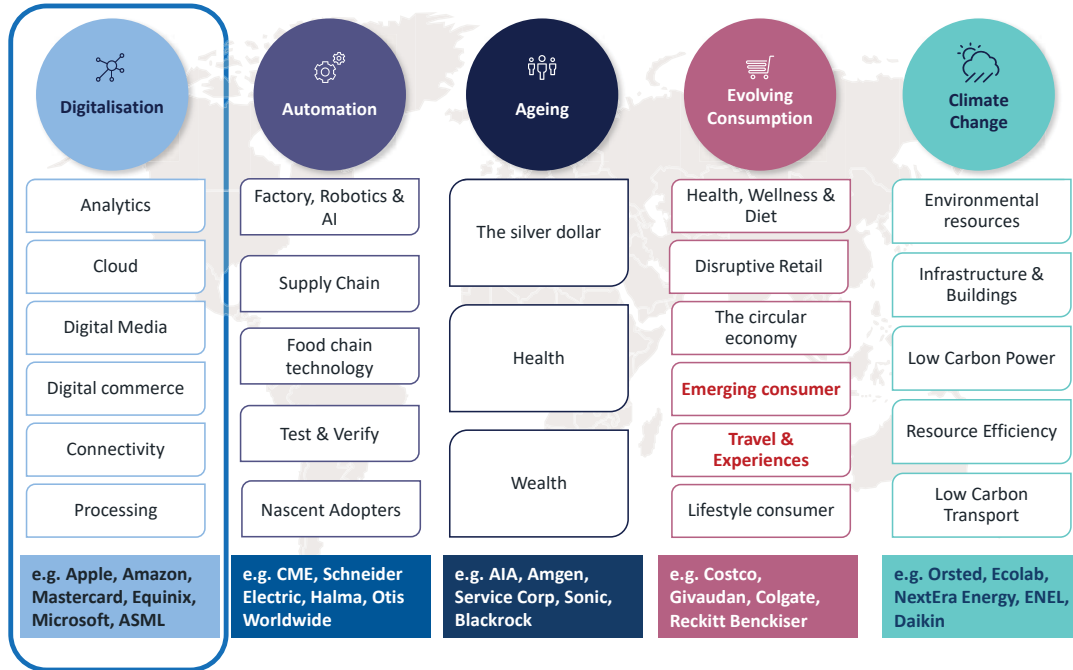 Digitalisation
Analytics
Cloud
Digital Media
Digital commerce
Connectivity
Processing
e.g. Apple, Amazon,
Mastercard, Equinix,
Microsoft, ASML
Automation
Factory, Robotics &
AI
Supply Chain
Food chain
technology
Test & Verify
Nascent Adopters
e.g. CME, Schneider
Electric, Halma, Otis
Worldwide
Ageing
The silver dollar
Health
Wealth
e.g. AIA, Amgen,
Service Corp, Sonic,
Blackrock
Evolving
Consumption
Health, Wellness &
Diet
Disruptive Retail
The circular
economy
Emerging consumer
Travel &
Experiences
Lifestyle consumer
e.g. Costco,
Givaudan, Colgate,
Reckitt Benckiser
Climate
Change
Environmental
resources
Infrastructure &
Buildings
Low Carbon Power
Resource Efficiency
Low Carbon
Transport
e.g. Orsted, Ecolab,
NextEra Energy, ENEL,
Daikin